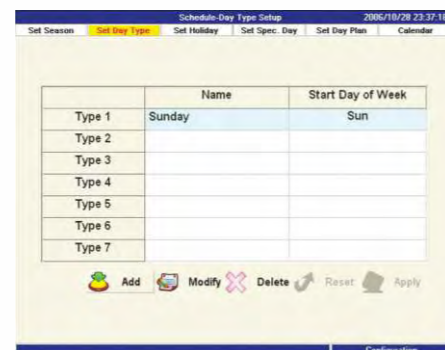 Schedule-Day Type Setup 2006/10/28 23:37:18
Set Season Set Day Type Set Holiday Set Spec. Day Set Day Plan Calendar
Name Start Day of Week
Type 1 Sunday Sun
Type 2
Type 3
Type 4
Type 5
Type 6
Type 7
Add Modify Delete Reset Apply
Configuration